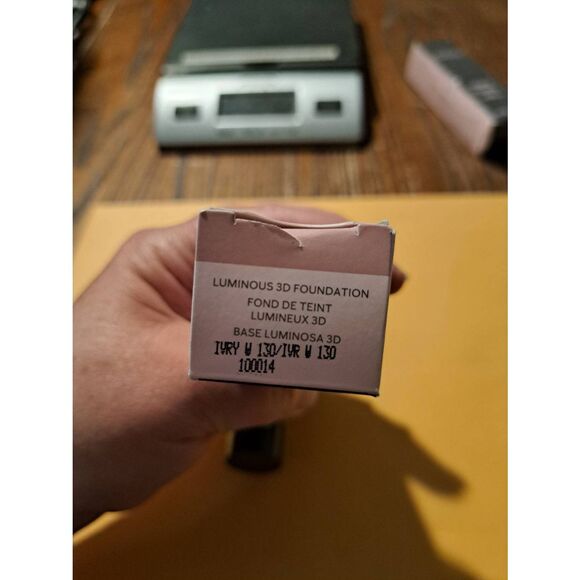 LUMINOUS 3D FOUNDATION
FOND DE TEINT
LUMINEUX 3D
BASE LUMINOSA 3D
IVRY W 130/IVR W 130
100014